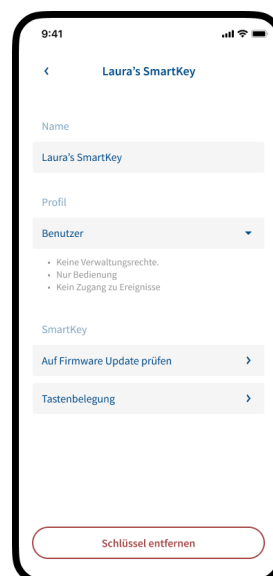 9:41
Laura’s SmartKey
Name
Laura’s SmartKey
Profil
Benutzer
• Keine Verwaltungsrechte.
• Nur Bedienung
• Kein Zugang zu Ereignisse
SmartKey
Auf Firmware Update prüfen
Tastenbelegung
Schlüssel entfernen